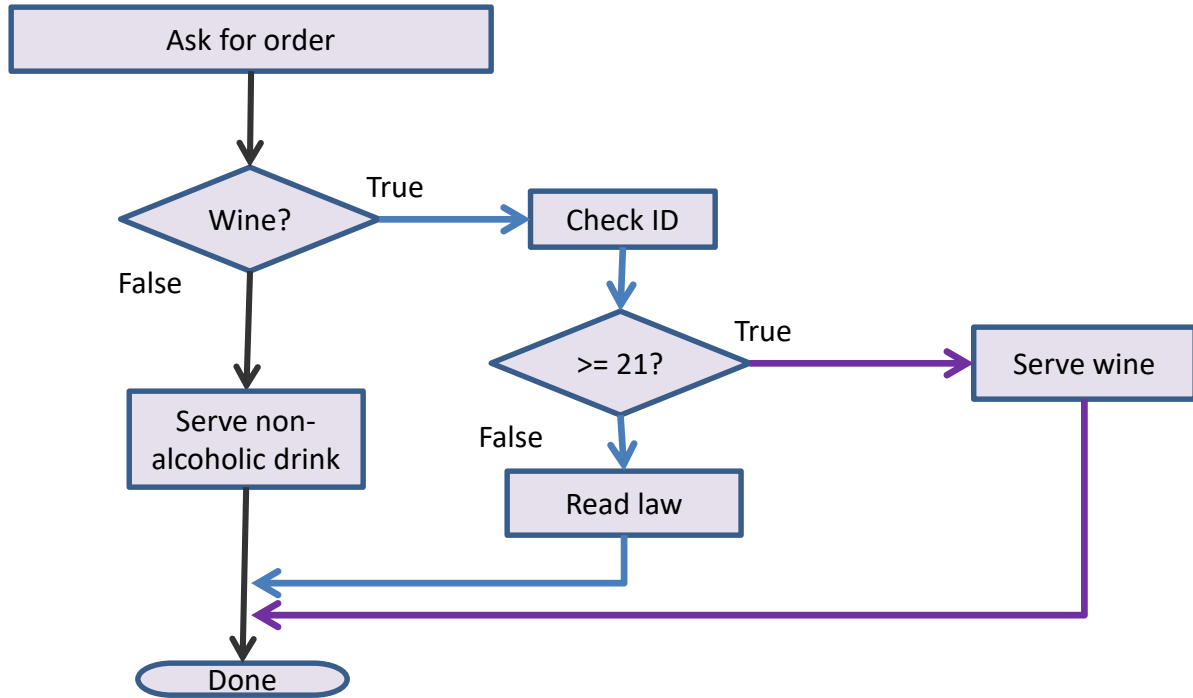 Ask for order
Wine?
True
Check ID
False
>= 21?
True
Serve wine
Serve non-
alcoholic drink
False
Read law
Done